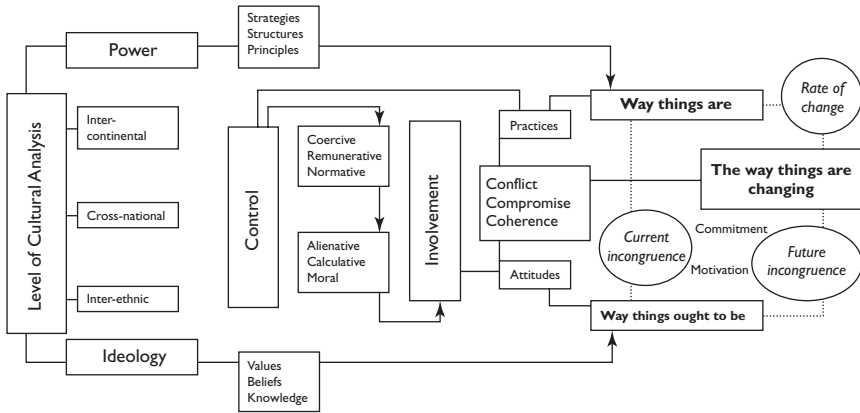 Strategies
Structures
Principles
Power
Level of Cultural Analysis
Inter-
continental
Cross-national
Inter-ethnic
Ideology
Values
Beliefs
Knowledge
Control
Coercive
Remunerative
Normative
Alienative
Calculative
Moral
Involvement
Practices
Conflict
Compromise
Coherence
Attitudes
Way things are
Rate of
change
The way things are
changing
Current
incongruence
Commitment
Motivation
Future
incongruence
Way things ought to be